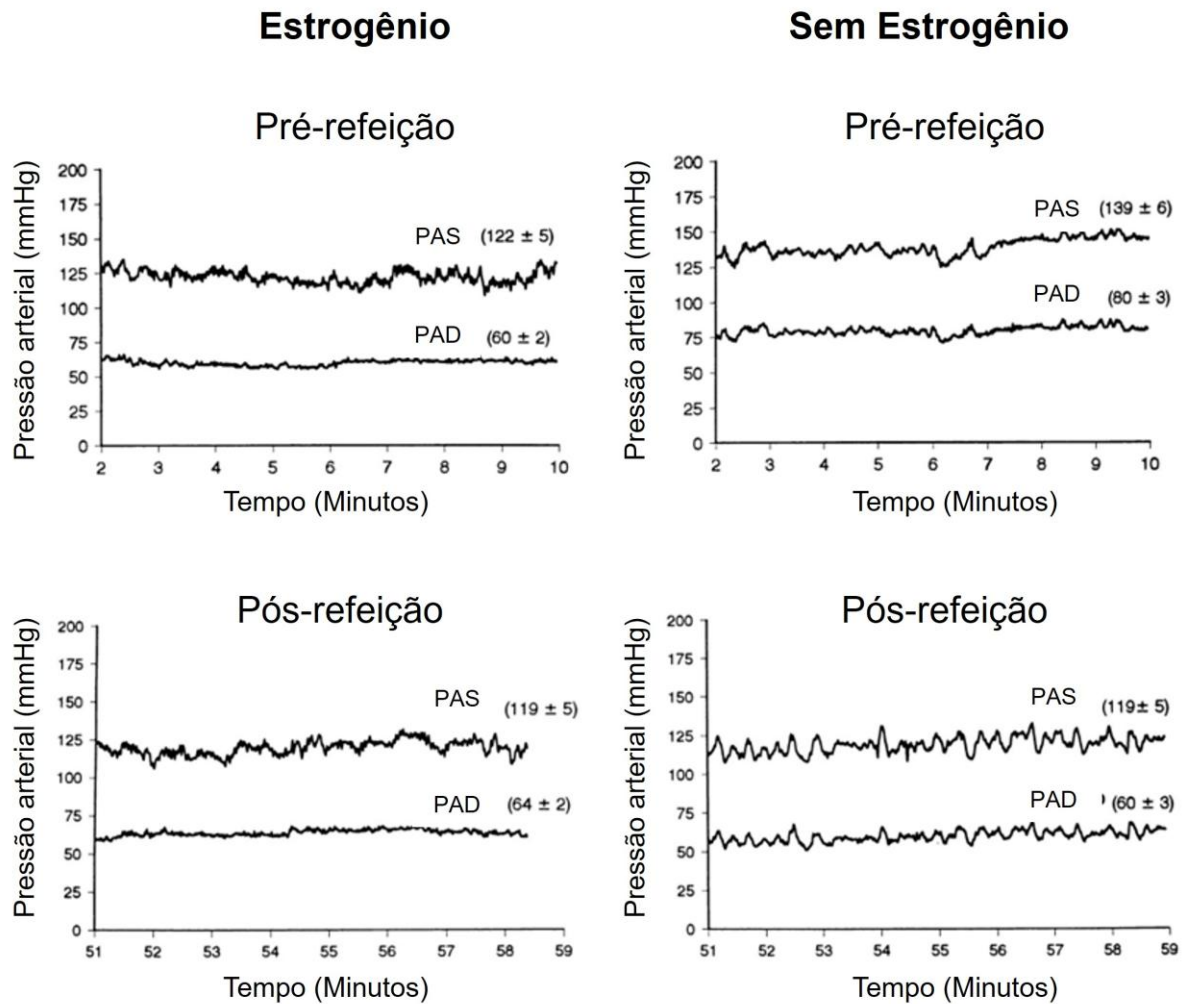 Estrogênio
Sem Estrogênio
Pré-refeição
Pressão arterial (mmHg)
200
175
150
125
100
75
50
25
0
PAS (122 ± 5)
PAD (60 ± 2)
2 3 4 5 6 7 8 9 10
Tempo (Minutos)
Pré-refeição
Pressão arterial (mmHg)
200
175
150
125
100
75
50
25
0
PAS (139 ± 6)
PAD (80 ± 3)
2 3 4 5 6 7 8 9 10
Tempo (Minutos)
Pós-refeição
Pressão arterial (mmHg)
200
175
150
125
100
75
50
25
0
PAS (119 ± 5)
PAD (64 ± 2)
51 52 53 54 55 56 57 58 59
Tempo (Minutos)
Pós-refeição
Pressão arterial (mmHg)
200
175
150
125
100
75
50
25
0
PAS (119 ± 5)
PAD (60 ± 3)
51 52 53 54 55 56 57 58 59
Tempo (Minutos)